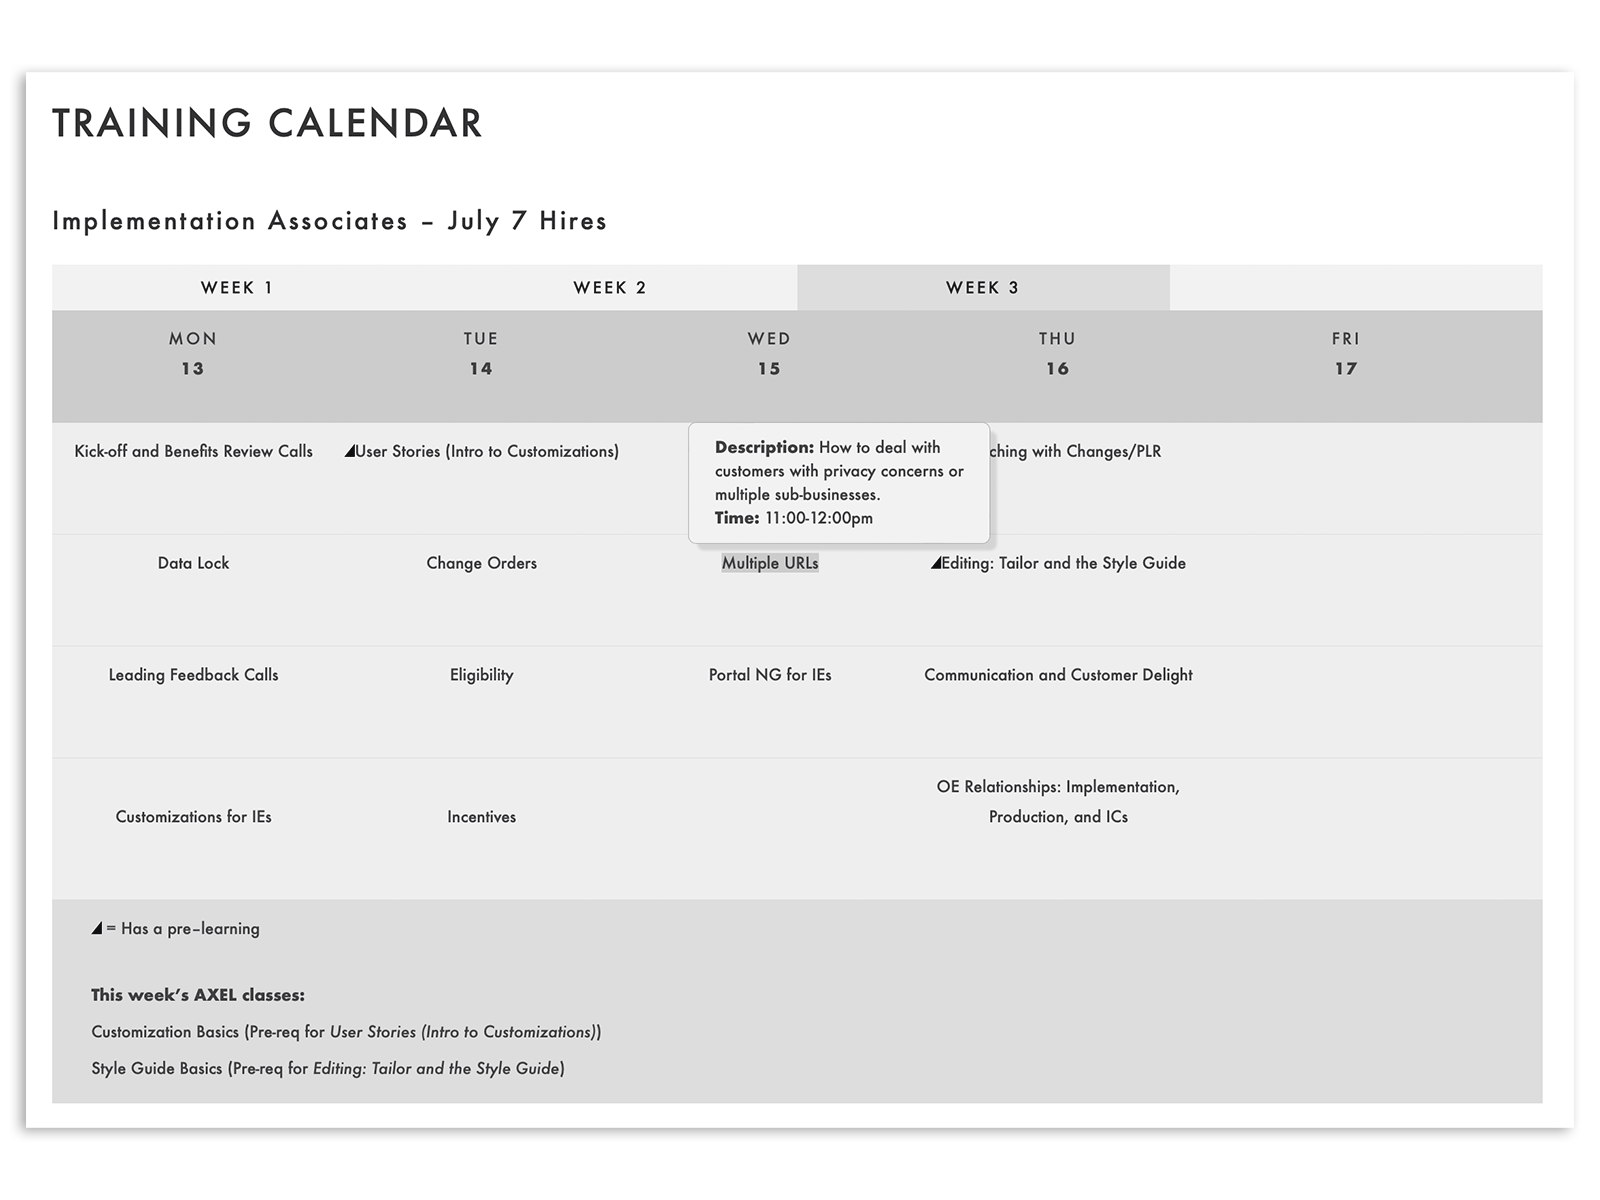 TRAINING CALENDAR
Implementation Associates – July 7 Hires
WEEK 1 WEEK 2 WEEK 3
MON TUE WED THU FRI
13 14 15 16 17
Kick-off and Benefits Review Calls User Stories (Intro to Customizations) with Changes/PLR
Description: How to deal with
customers with privacy concerns or
multiple sub-businesses.
Time: 11:00-12:00pm
Data Lock Change Orders Multiple URLs Editing: Tailor and the Style Guide
Leading Feedback Calls Eligibility Portal NG for IEs Communication and Customer Delight
Customizations for IEs Incentives OE Relationships: Implementation,
Production, and ICs
= Has a pre–learning
This week’s AXEL classes:
Customization Basics (Pre-req for User Stories (Intro to Customizations))
Style Guide Basics (Pre-req for Editing: Tailor and the Style Guide)